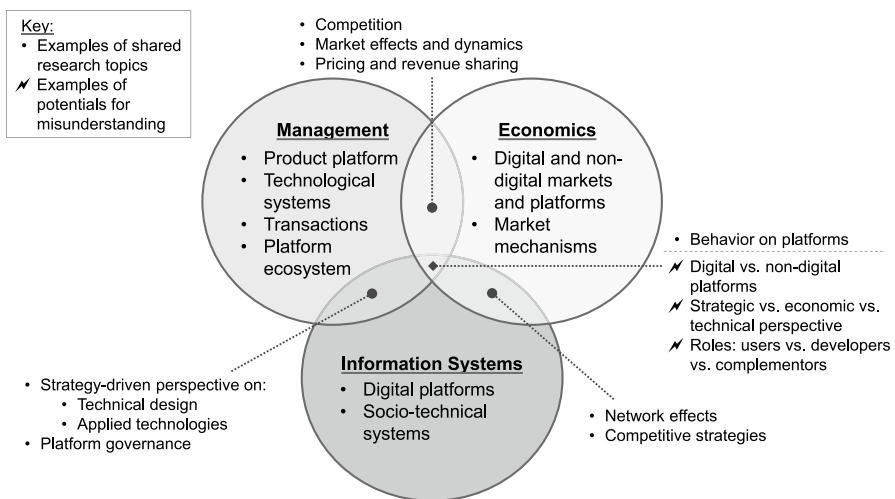 Key:
• Examples of shared
research topics
Examples of
potentials for
misunderstanding
• Competition
• Market effects and dynamics
• Pricing and revenue sharing
Management
• Product platform
• Technological
systems
• Transactions
• Platform
ecosystem
Economics
• Digital and non-
digital markets
and platforms
• Market
mechanisms
• Behavior on platforms
Digital vs. non-digital
platforms
Strategic vs. economic vs.
technical perspective
Roles: users vs. developers
vs. complementors
Information Systems
• Digital platforms
• Socio-technical
systems
• Strategy-driven perspective on:
• Technical design
• Applied technologies
• Platform governance
• Network effects
• Competitive strategies